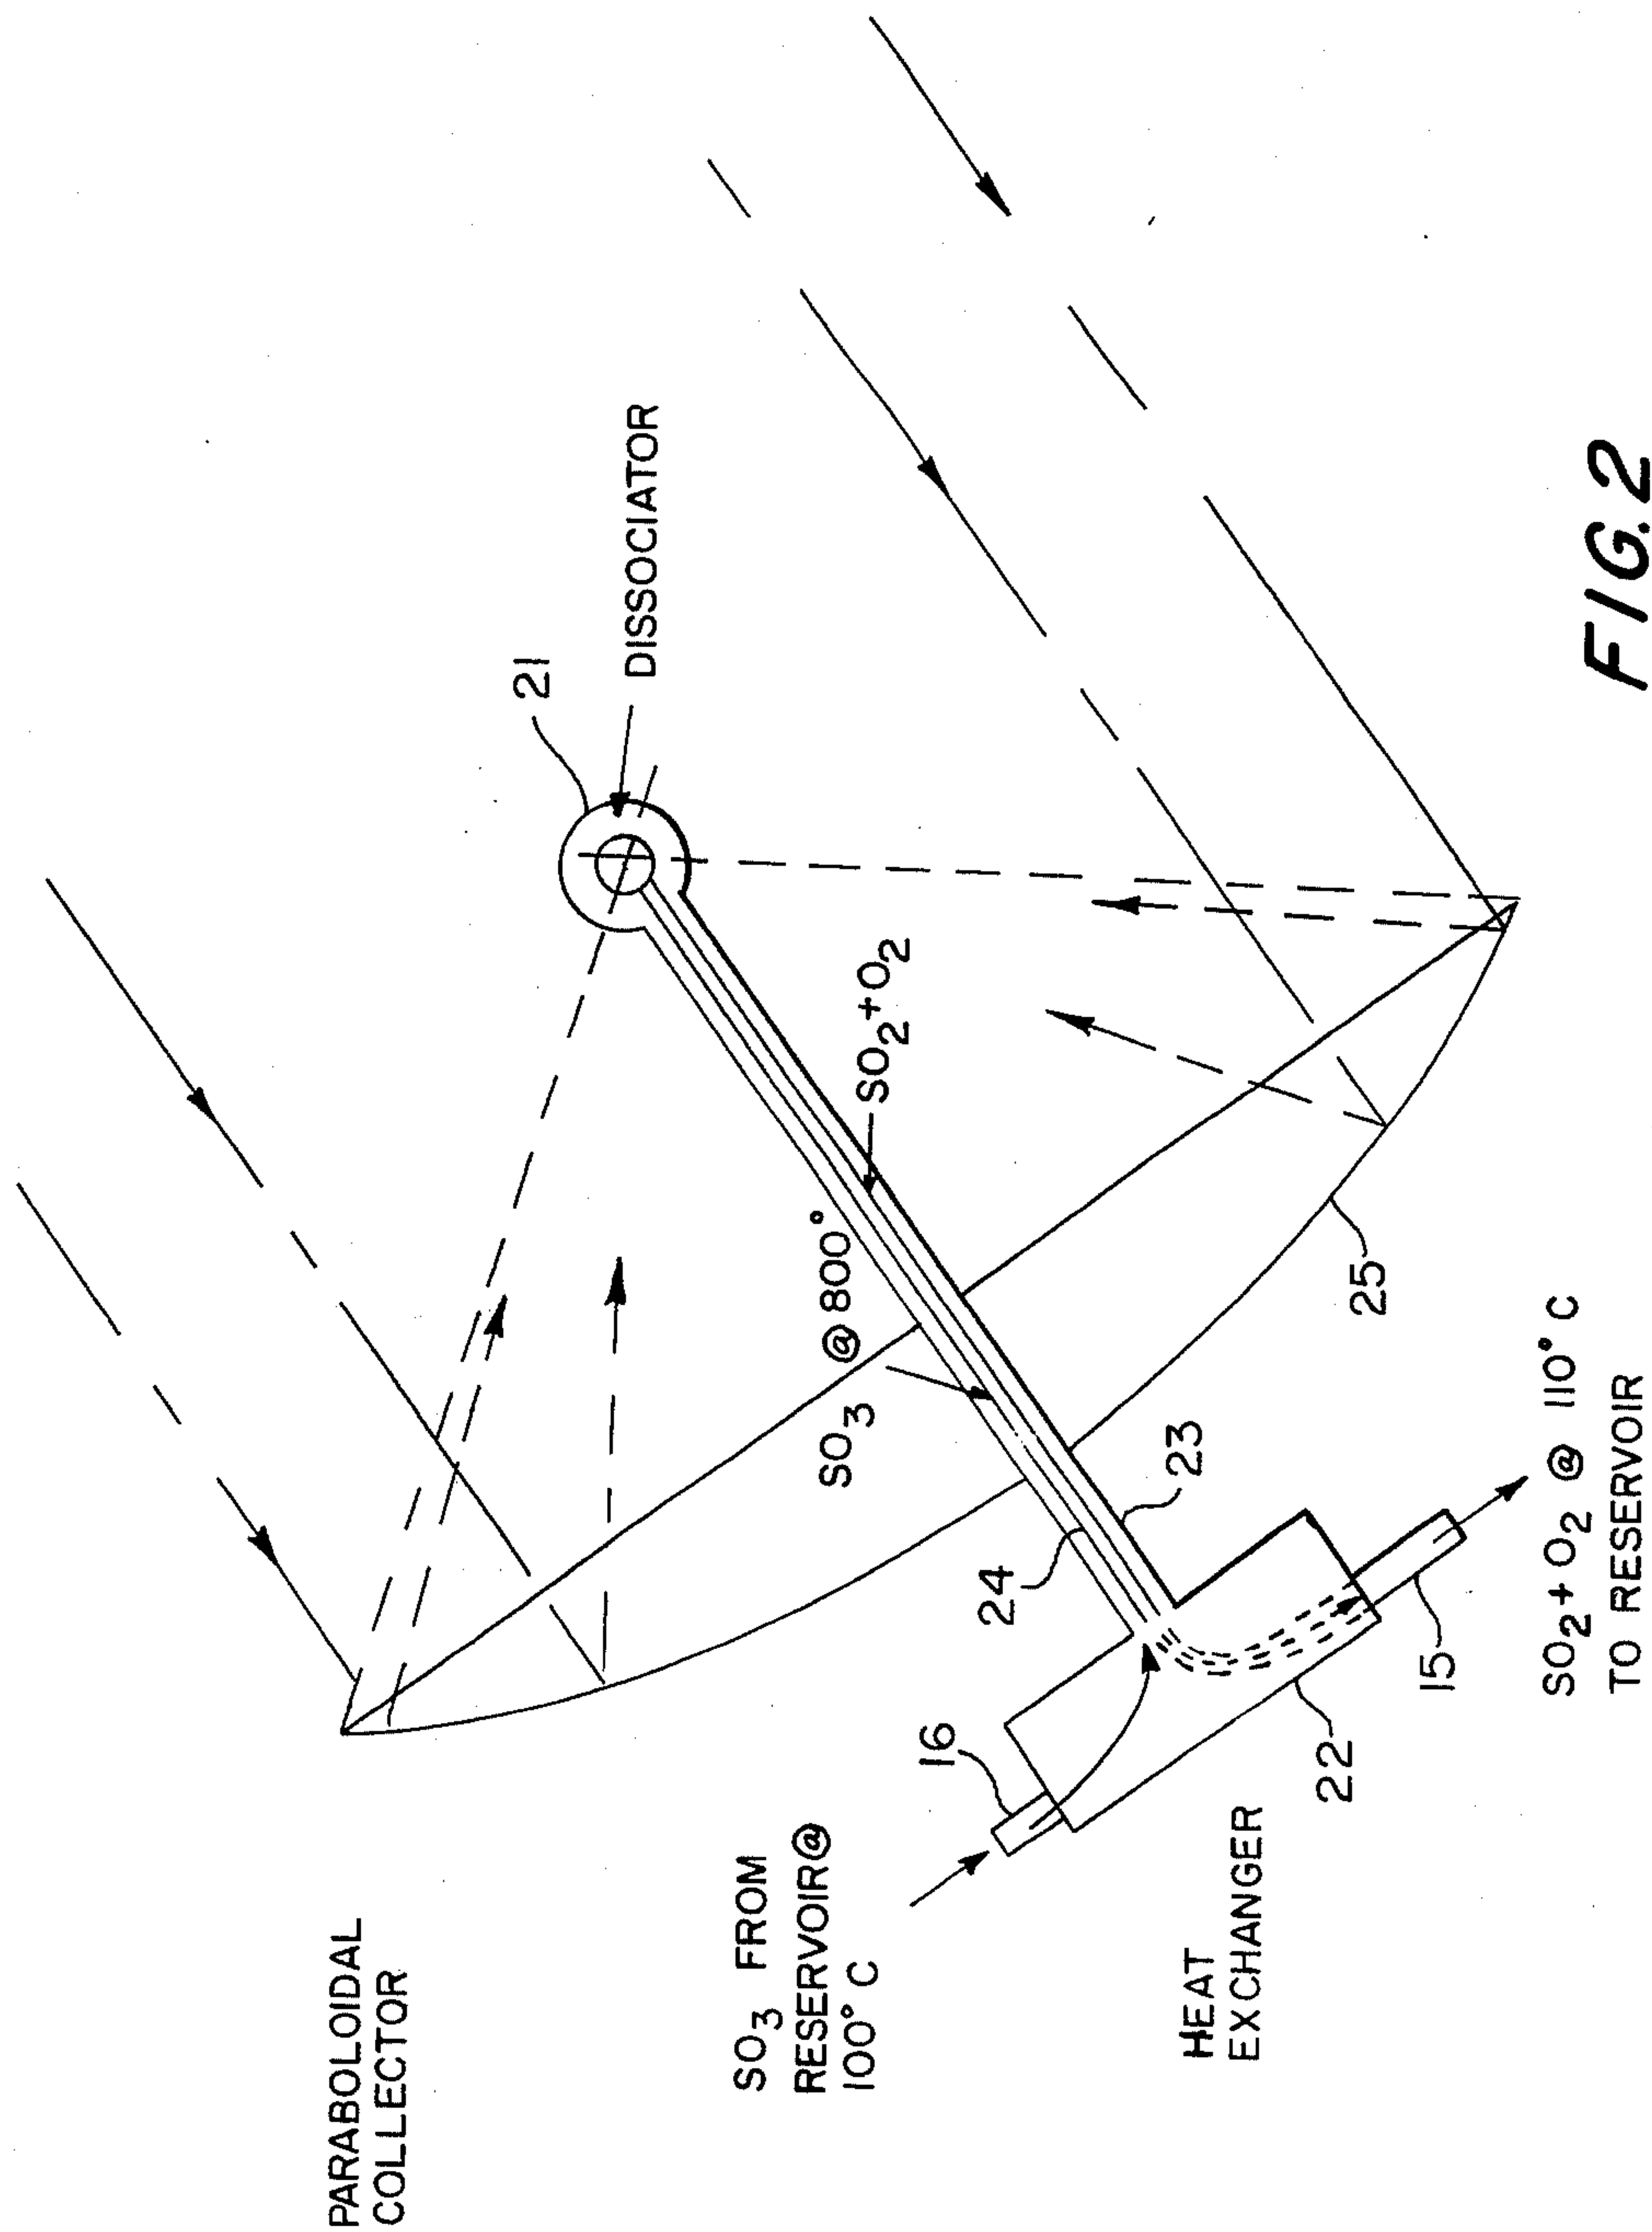 PARABOLOIDAL
COLLECTOR
SO3 FROM
RESERVOIR@
100° C
HEAT
EXCHANGER
16
22
15
24
23
SO3 @ 800°
SO2+O2
25
SO2+O2 @ 110° C
TO RESERVOIR
21
DISSOCIATOR
FIG.2